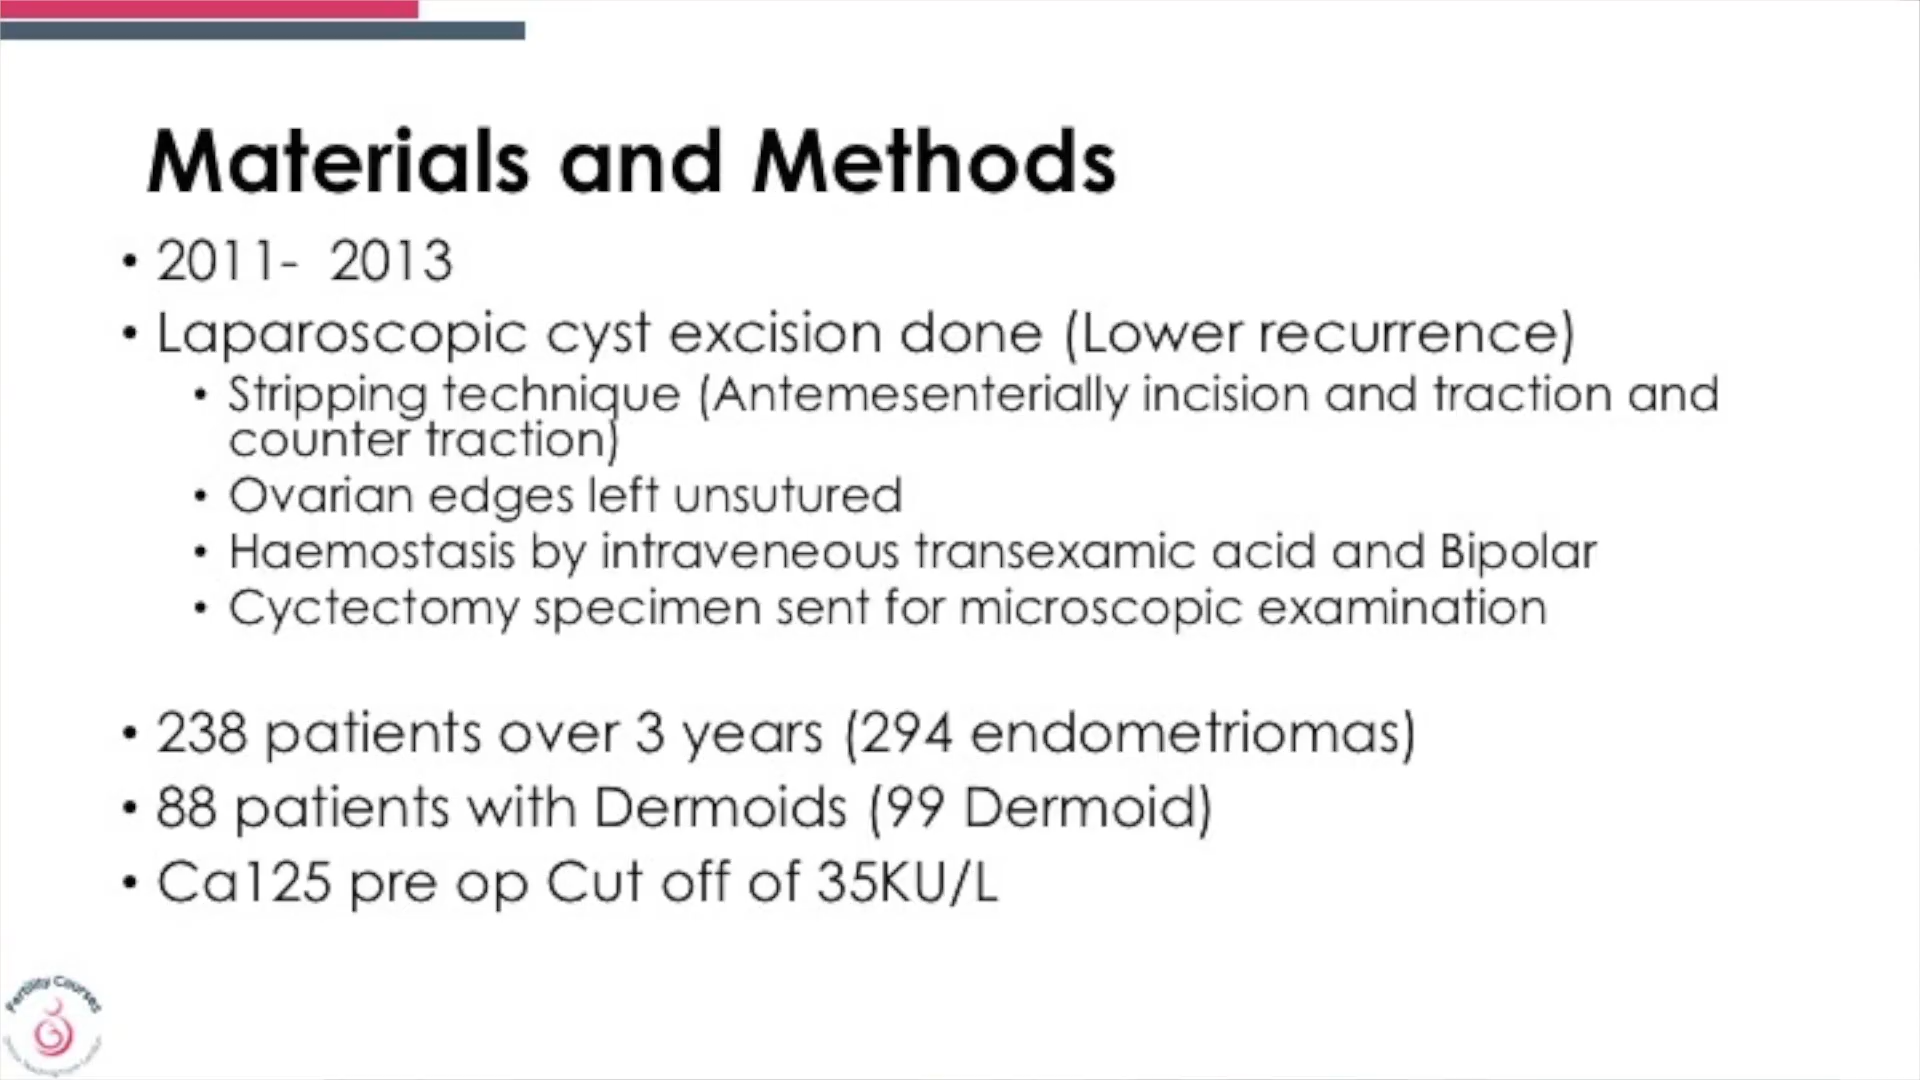 Materials and Methods
• 2011- 2013
• Laparoscopic cyst excision done (Lower recurrence)
• Stripping technique (Antemesenterially incision and traction and
counter traction)
• Ovarian edges left unsutured
• Haemostasis by intraveneous transexamic acid and Bipolar
• Cyctectomy specimen sent for microscopic examination
• 238 patients over 3 years (294 endometriomas)
• 88 patients with Dermoids (99 Dermoid)
• Ca125 pre op Cut off of 35KU/L
Fertility Courses